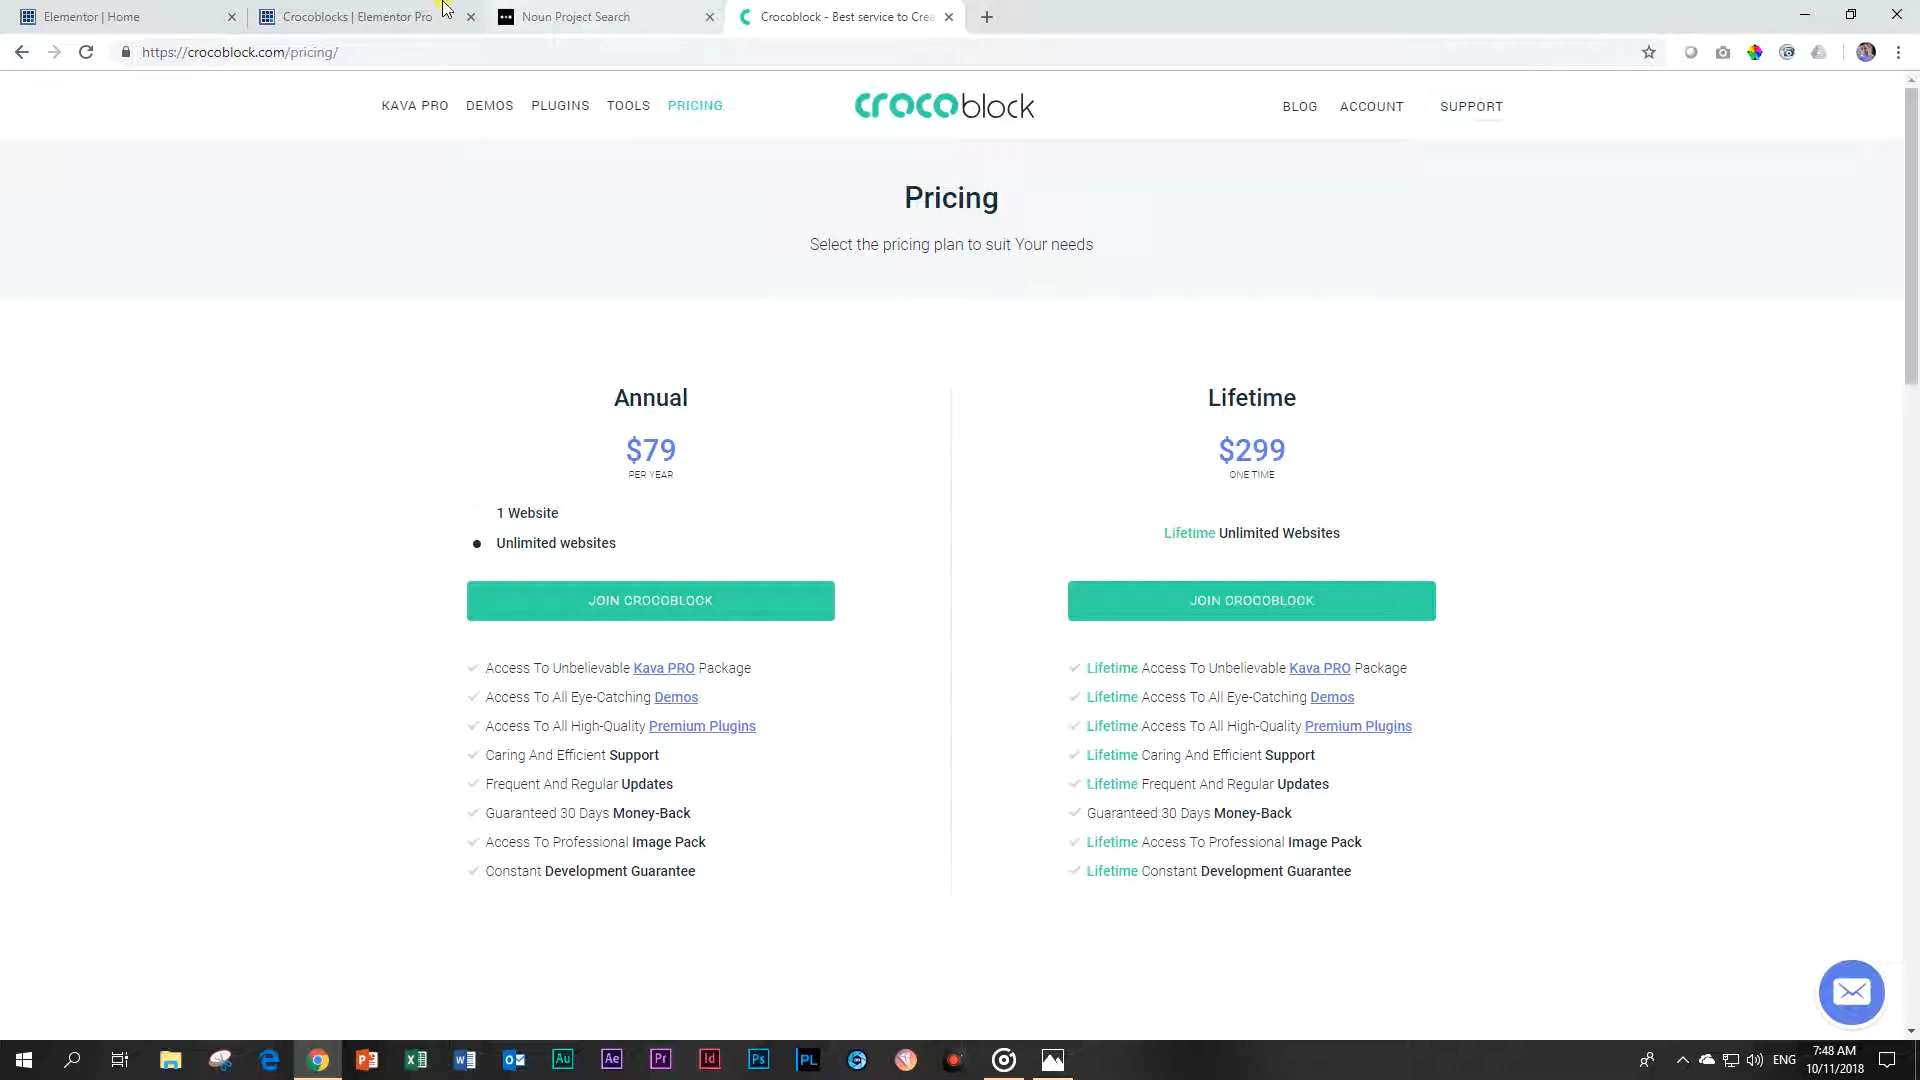 Elementor | Home
Crocoblocks | Elementor Pro
Noun Project Search
Crocoblock - Best service to Crea
https://crocoblock.com/pricing/
KAVA PRO DEMOS PLUGINS TOOLS PRICING
crocoblock
BLOG ACCOUNT SUPPORT
Pricing
Select the pricing plan to suit Your needs
Annual
$79
PER YEAR
1 Website
Unlimited websites
JOIN CROCOBLOCK
Access To Unbelievable Kava PRO Package
Access To All Eye-Catching Demos
Access To All High-Quality Premium Plugins
Caring And Efficient Support
Frequent And Regular Updates
Guaranteed 30 Days Money-Back
Access To Professional Image Pack
Constant Development Guarantee
Lifetime
$299
ONE TIME
Lifetime Unlimited Websites
JOIN CROCOBLOCK
Lifetime Access To Unbelievable Kava PRO Package
Lifetime Access To All Eye-Catching Demos
Lifetime Access To All High-Quality Premium Plugins
Lifetime Caring And Efficient Support
Lifetime Frequent And Regular Updates
Guaranteed 30 Days Money-Back
Lifetime Access To Professional Image Pack
Lifetime Constant Development Guarantee
Au Ae Pr Id Ps PL
ENG
7:48 AM
10/11/2018